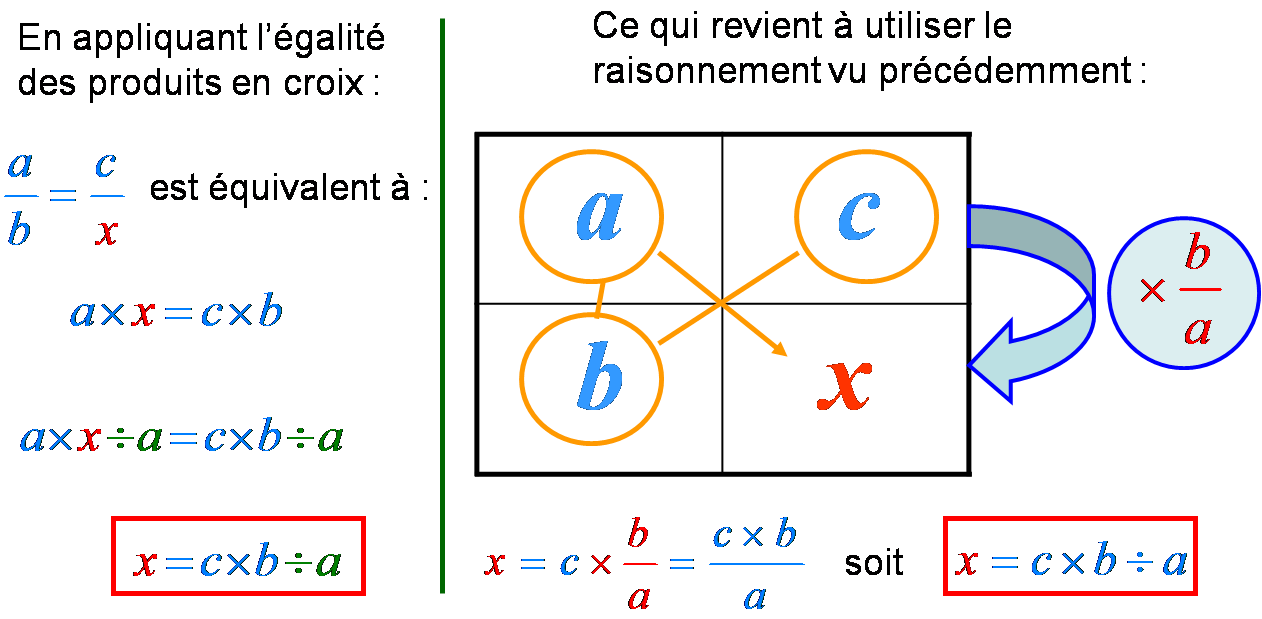 En appliquant l’égalité
des produits en croix :
a/b = c/x est équivalent à :
a×x=c×b
a×x÷a=c×b÷a
x=c×b÷a
Ce qui revient à utiliser le
raisonnement vu précédemment :
a c
b x
× b/a
x = c × b/a = c × b/a soit x = c × b ÷ a